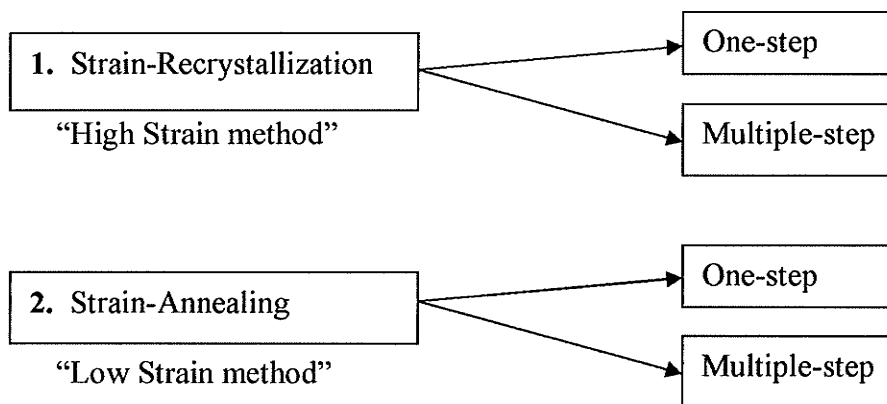 1. Strain-Recrystallization
"High Strain method"
One-step
Multiple-step
2. Strain-Annealing
"Low Strain method"
One-step
Multiple-step